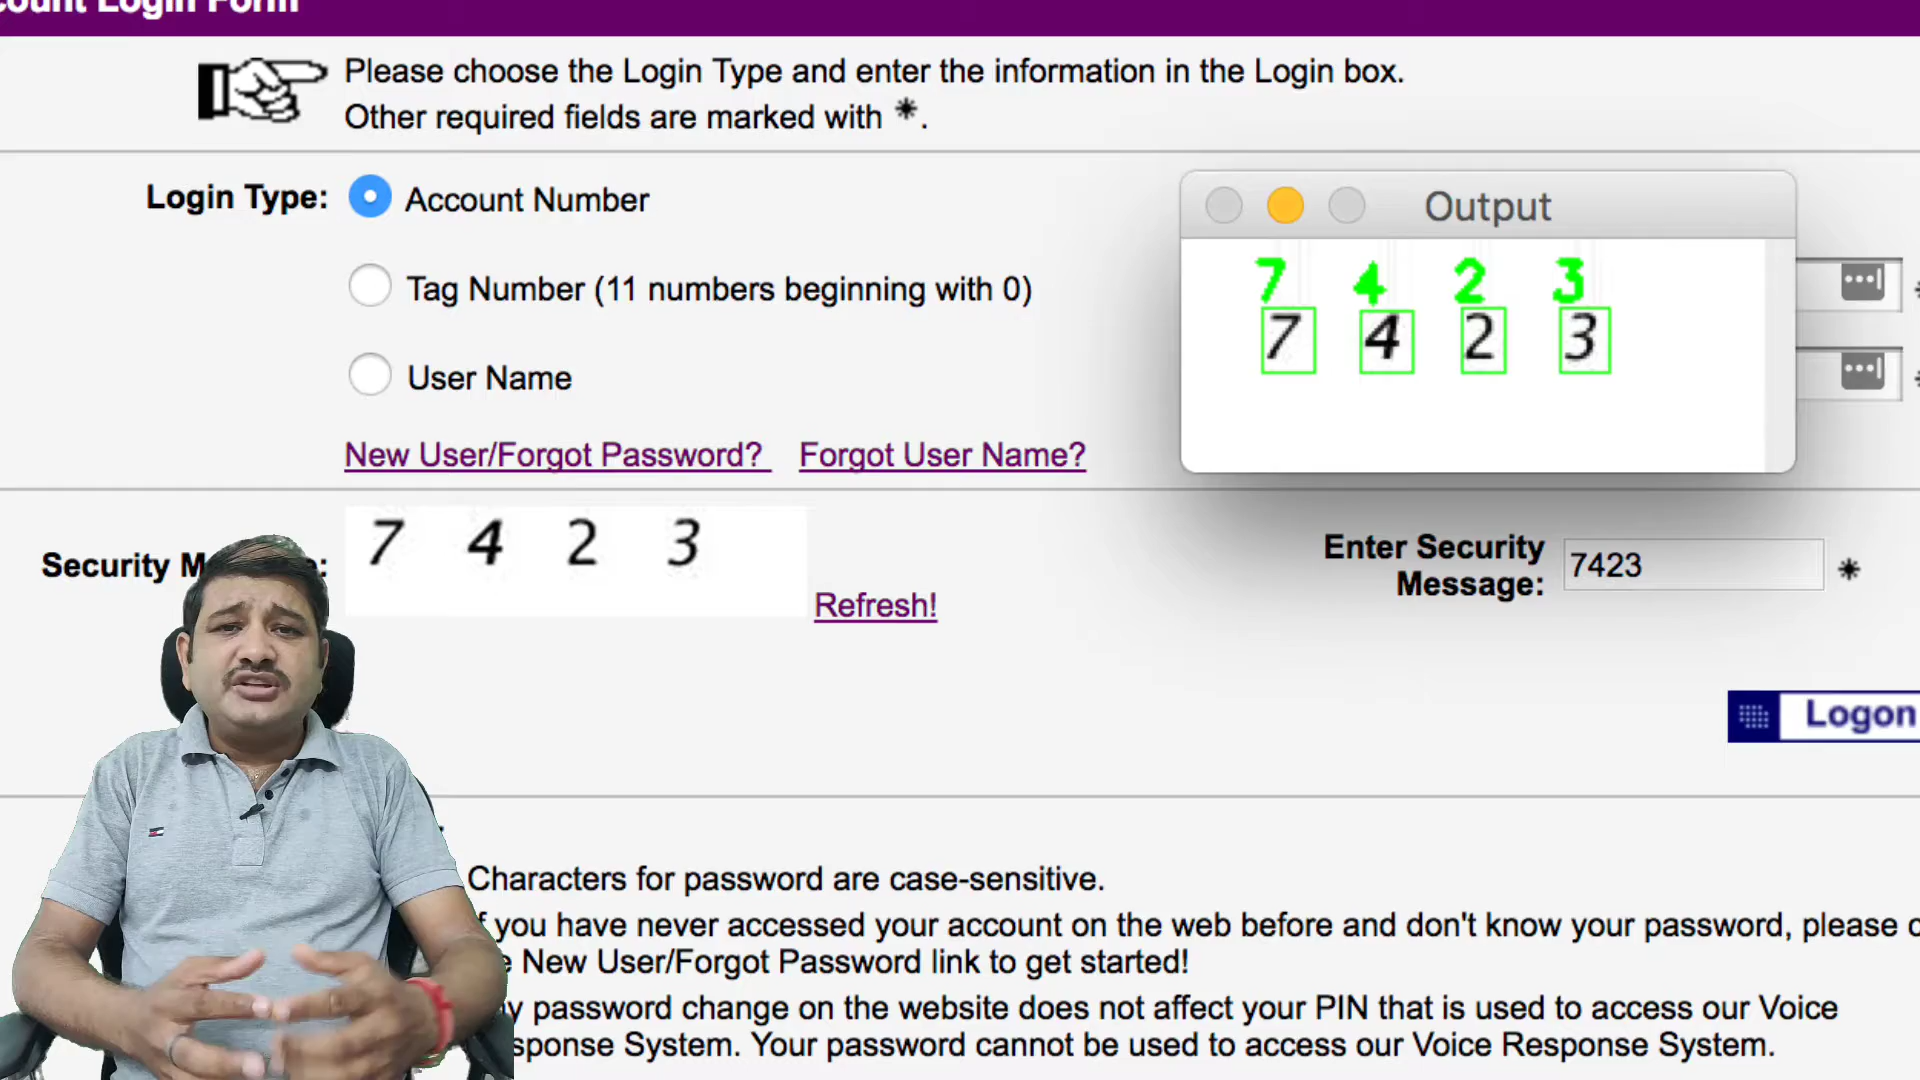 Login Form
Please choose the Login Type and enter the information in the Login box.
Other required fields are marked with *.
Login Type:
Account Number
Tag Number (11 numbers beginning with 0)
User Name
New User/Forgot Password? Forgot User Name?
Output
7 4 2 3
7 4 2 3
Security
7 4 2 3
Refresh!
Enter Security
Message:
7423
*
Logon
Characters for password are case-sensitive.
you have never accessed your account on the web before and don't know your password, please
New User/Forgot Password link to get started!
password change on the website does not affect your PIN that is used to access our Voice
System. Your password cannot be used to access our Voice Response System.